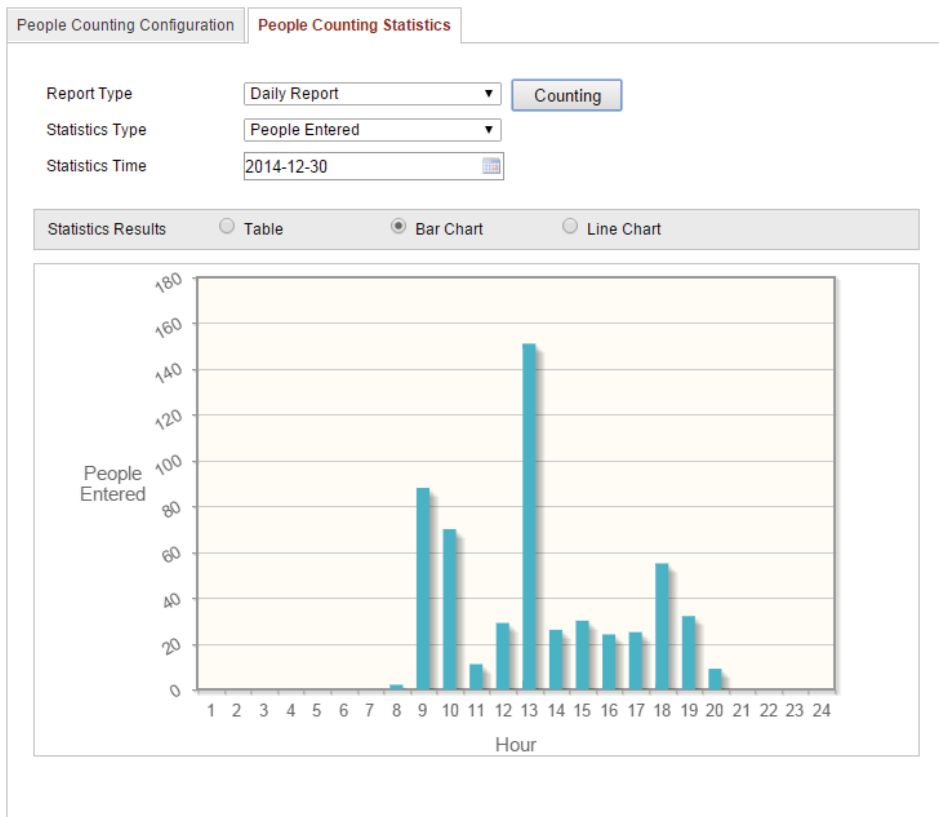 People Counting Configuration
People Counting Statistics
Report Type
Daily Report
Counting
Statistics Type
People Entered
Statistics Time
2014-12-30
Statistics Results
Table
Bar Chart
Line Chart
180
160
140
120
100
80
60
40
20
0
People
Entered
1 2 3 4 5 6 7 8 9 10 11 12 13 14 15 16 17 18 19 20 21 22 23 24
Hour